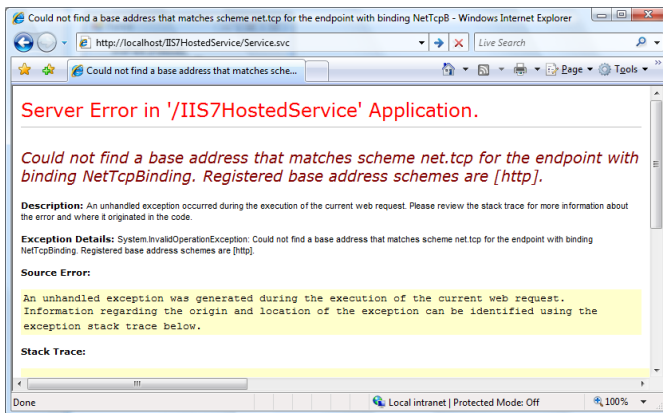 Could not find a base address that matches scheme net.tcp for the endpoint with binding NetTcpB - Windows Internet Explorer
http://localhost/IIS7HostedService/Service.svc
Live Search
Could not find a base address that matches sche...
Page
Tools
Server Error in '/IIS7HostedService' Application.
Could not find a base address that matches scheme net.tcp for the endpoint with
binding NetTcpBinding. Registered base address schemes are [http].
Description: An unhandled exception occurred during the execution of the current web request. Please review the stack trace for more information about
the error and where it originated in the code.
Exception Details: System.InvalidOperationException: Could not find a base address that matches scheme net.tcp for the endpoint with binding
NetTcpBinding. Registered base address schemes are [http].
Source Error:
An unhandled exception was generated during the execution of the current web request.
Information regarding the origin and location of the exception can be identified using the
exception stack trace below.
Stack Trace:
Done
Local intranet | Protected Mode: Off
100%